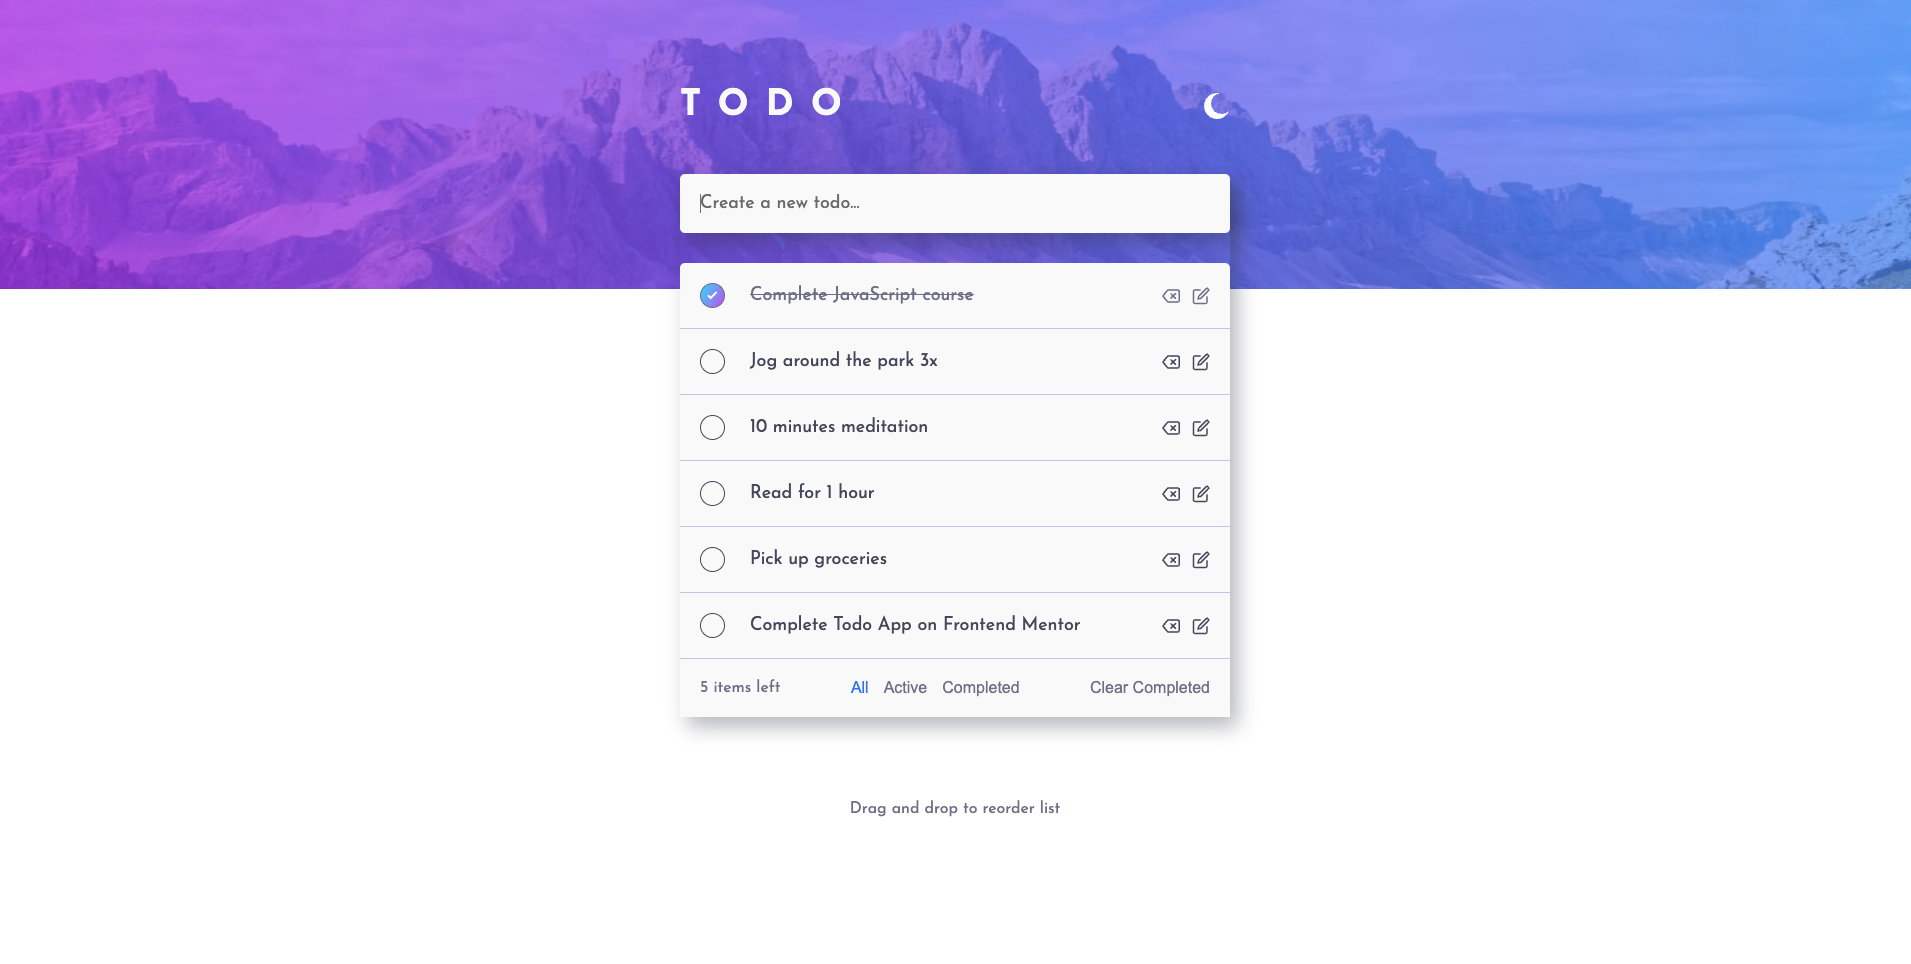 TODO
Create a new todo...
Complete JavaScript course
Jog around the park 3x
10 minutes meditation
Read for 1 hour
Pick up groceries
Complete Todo App on Frontend Mentor
5 items left All Active Completed Clear Completed
Drag and drop to reorder list